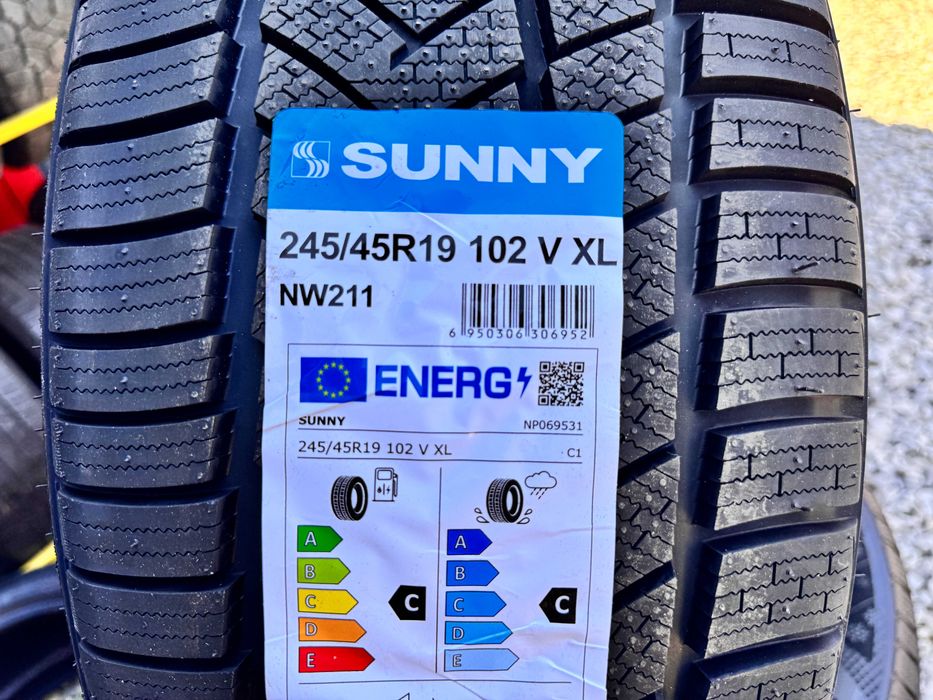 SUNNY
245/45R19 102 V XL
NW211
6 950306 306952
ENERG
SUNNY NP069531
245/45R19 102 V XL C1
A A
B B
C C C C
D D
E E